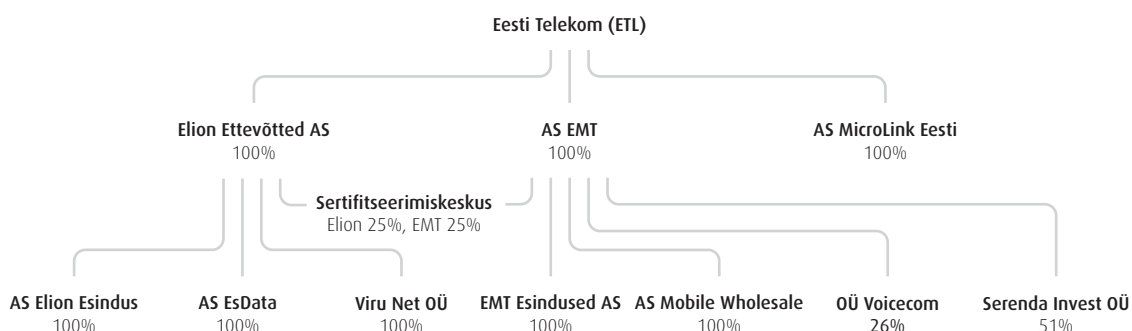 Eesti Telekom (ETL)
Elion Ettevõtted AS
100%
AS EMT
100%
AS MicroLink Eesti
100%
Sertifitseerimiskeskus
Elion 25%, EMT 25%
AS Elion Esindus
100%
AS EsData
100%
Viru Net OÜ
100%
EMT Esindused AS
100%
AS Mobile Wholesale
100%
OÜ Voicecom
26%
Serenda Invest OÜ
51%